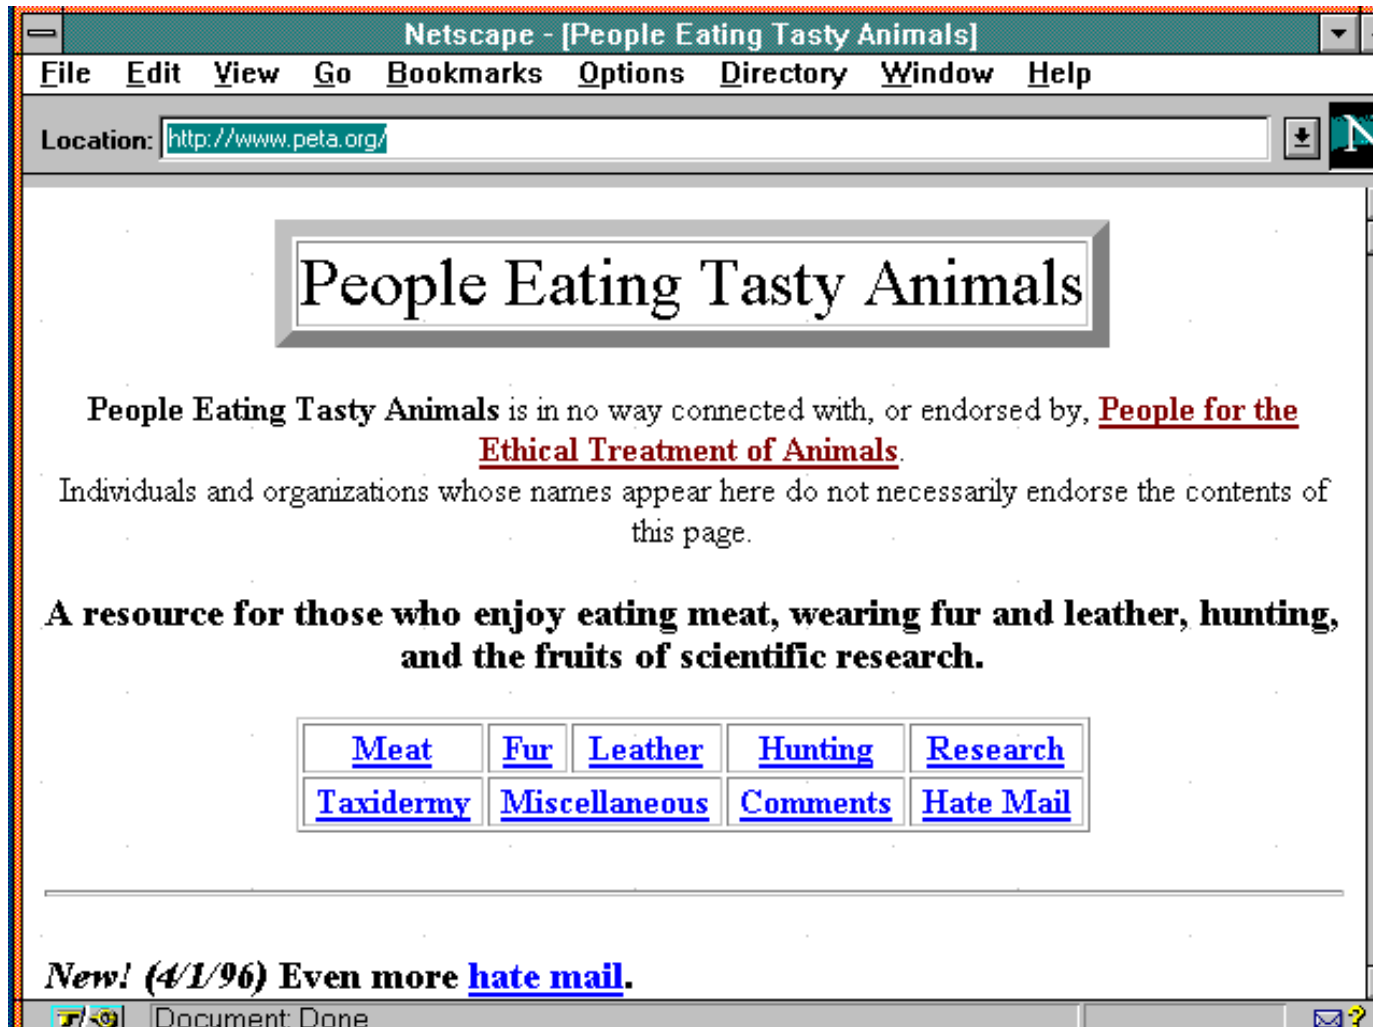 Netscape - [People Eating Tasty Animals]
File Edit View Go Bookmarks Options Directory Window Help
Location: http://www.peta.org/
N
People Eating Tasty Animals
People Eating Tasty Animals is in no way connected with, or endorsed by, People for the
Ethical Treatment of Animals.
Individuals and organizations whose names appear here do not necessarily endorse the contents of
this page.
A resource for those who enjoy eating meat, wearing fur and leather, hunting,
and the fruits of scientific research.
Meat Fur Leather Hunting Research
Taxidermy Miscellaneous Comments Hate Mail
New! (4/1/96) Even more hate mail.
Document: Done
?